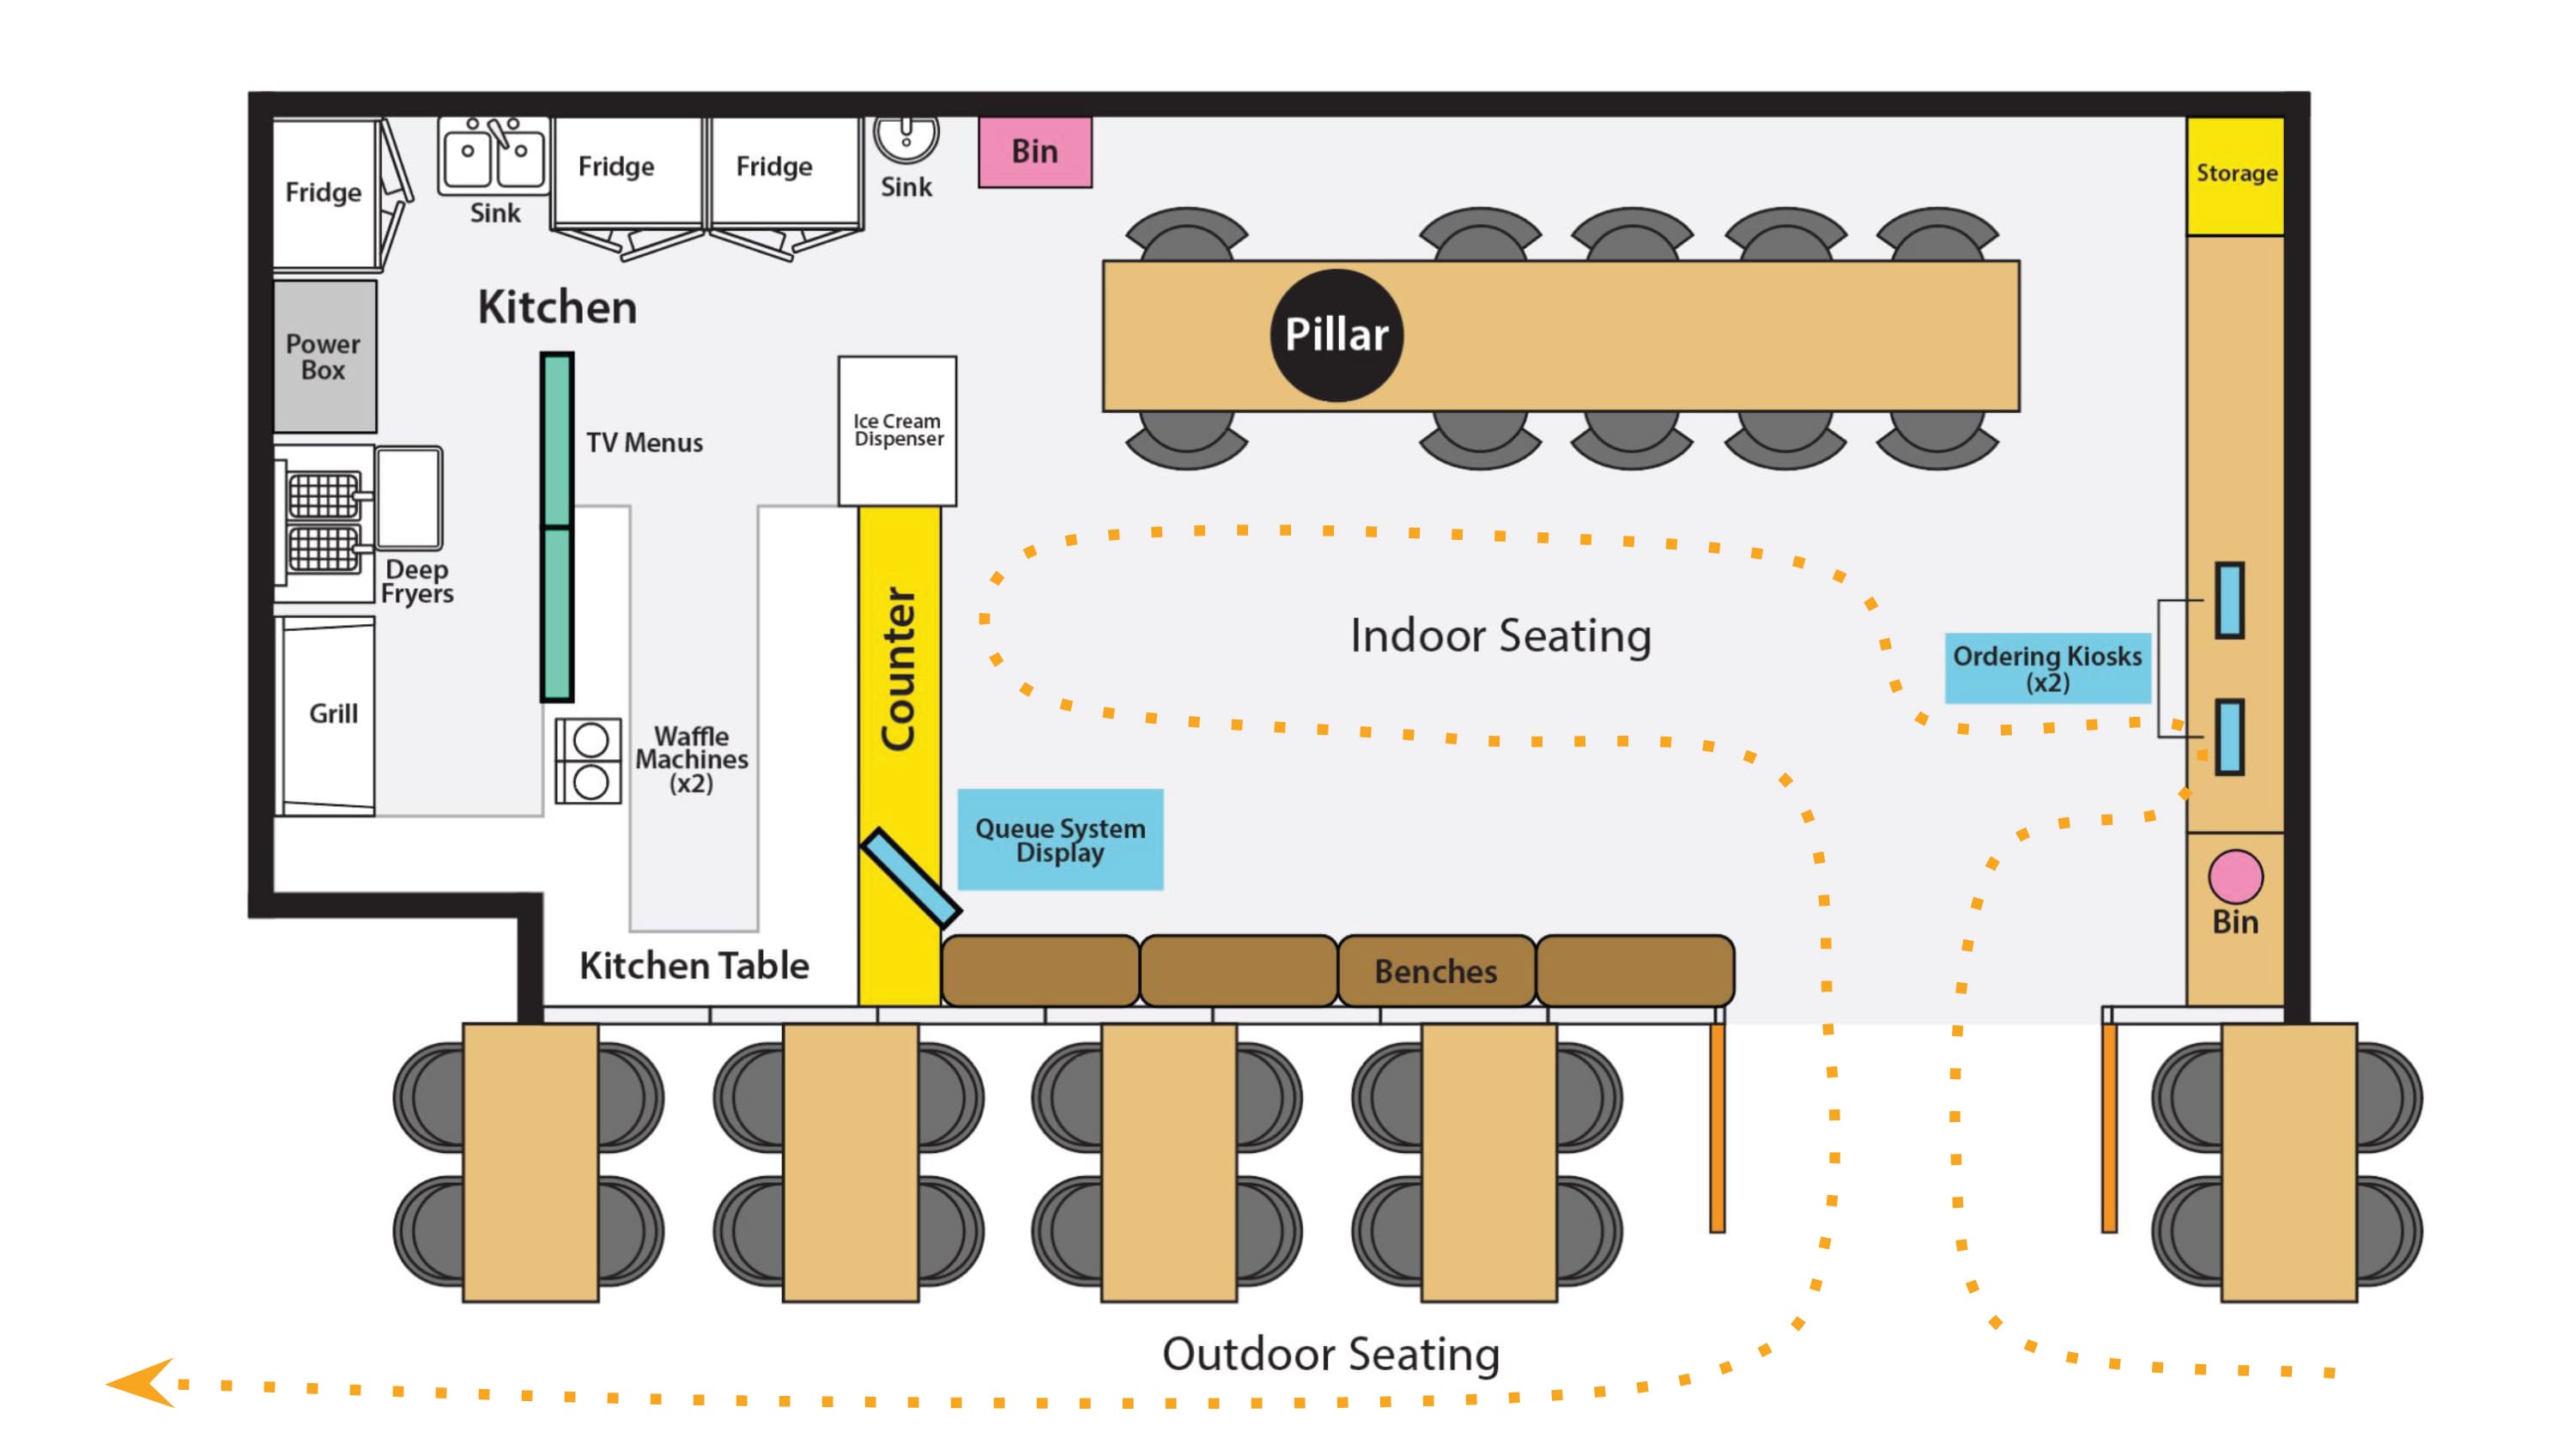 Fridge
Sink
Fridge
Fridge
Sink
Bin
Storage
Kitchen
Power
Box
TV Menus
Ice Cream
Dispenser
Pillar
Deep
Fryers
Grill
Waffle
Machines
(x2)
Counter
Indoor Seating
Ordering Kiosks
(x2)
Queue System
Display
Bin
Kitchen Table
Benches
Outdoor Seating